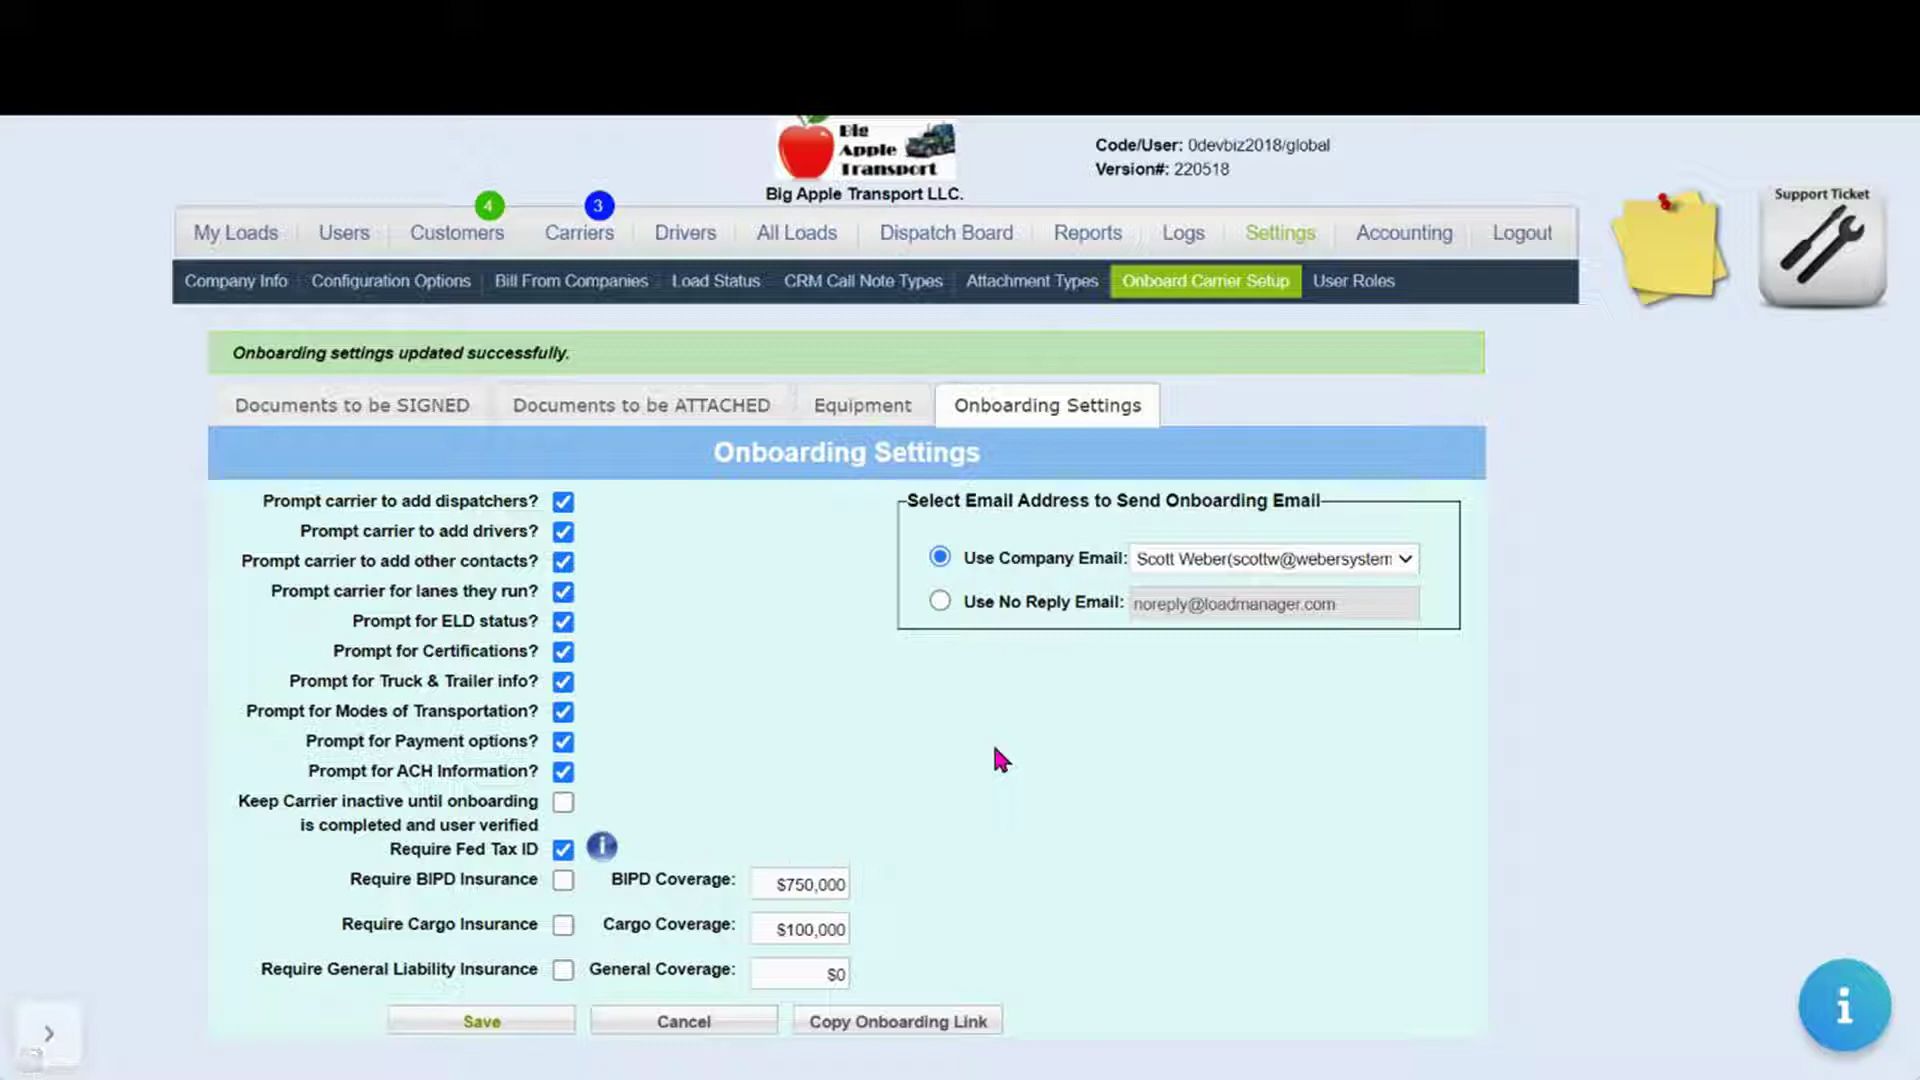 Big
Apple
Transport
Big Apple Transport LLC.
Code/User: 0devbiz2018/global
Version#: 220518
Support Ticket
4
3
My Loads Users Customers Carriers Drivers All Loads Dispatch Board Reports Logs Settings Accounting Logout
Company Info Configuration Options Bill From Companies Load Status CRM Call Note Types Attachment Types Onboard Carrier Setup User Roles
Onboarding settings updated successfully.
Documents to be SIGNED Documents to be ATTACHED Equipment Onboarding Settings
Onboarding Settings
Prompt carrier to add dispatchers?
Prompt carrier to add drivers?
Prompt carrier to add other contacts?
Prompt carrier for lanes they run?
Prompt for ELD status?
Prompt for Certifications?
Prompt for Truck & Trailer info?
Prompt for Modes of Transportation?
Prompt for Payment options?
Prompt for ACH Information?
Keep Carrier inactive until onboarding
is completed and user verified
Require Fed Tax ID i
Require BIPD Insurance BIPD Coverage: $750,000
Require Cargo Insurance Cargo Coverage: $100,000
Require General Liability Insurance General Coverage: $0
Select Email Address to Send Onboarding Email
Use Company Email: Scott Weber(scottw@webersystem
Use No Reply Email: noreply@loadmanager.com
Save Cancel Copy Onboarding Link
i